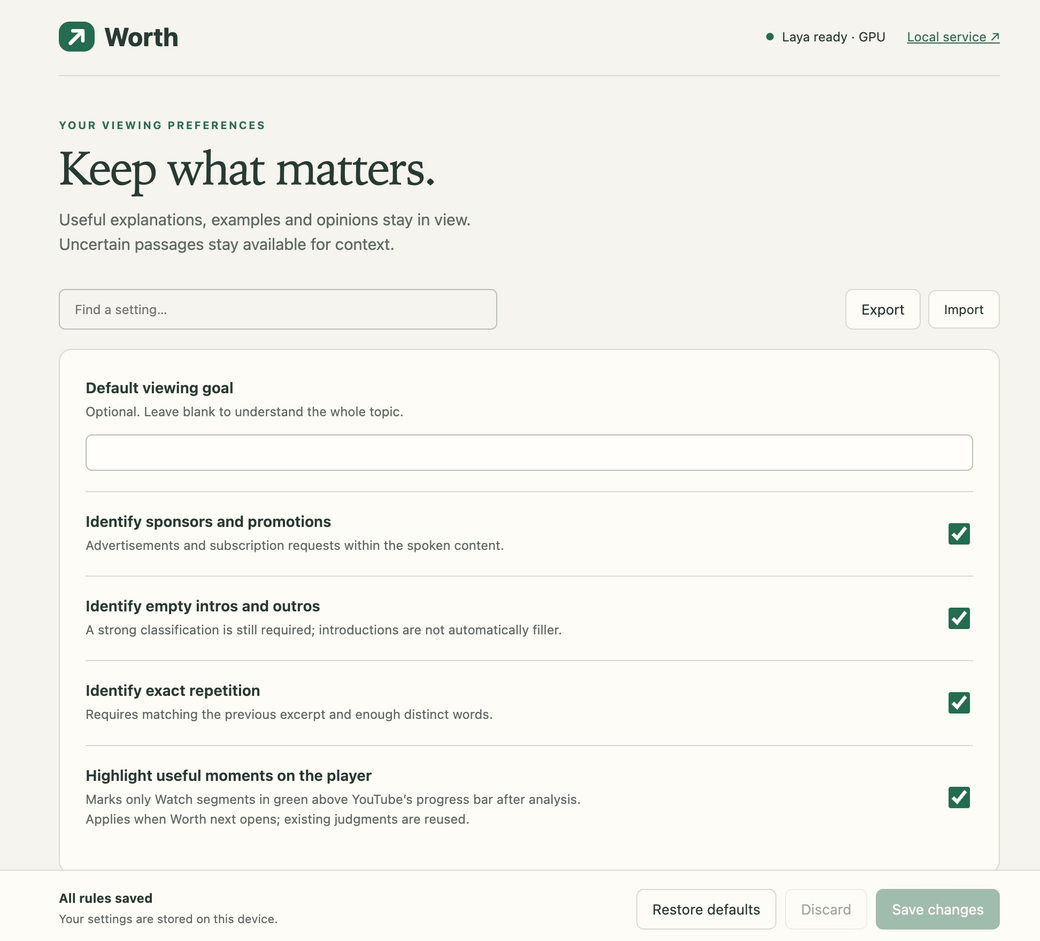 Worth
Laya ready · GPU
Local service ↗
YOUR VIEWING PREFERENCES
Keep what matters.
Useful explanations, examples and opinions stay in view.
Uncertain passages stay available for context.
Find a setting...
Export
Import
Default viewing goal
Optional. Leave blank to understand the whole topic.
Identify sponsors and promotions
Advertisements and subscription requests within the spoken content.
Identify empty intros and outros
A strong classification is still required; introductions are not automatically filler.
Identify exact repetition
Requires matching the previous excerpt and enough distinct words.
Highlight useful moments on the player
Marks only Watch segments in green above YouTube’s progress bar after analysis.
Applies when Worth next opens; existing judgments are reused.
All rules saved
Your settings are stored on this device.
Restore defaults
Discard
Save changes